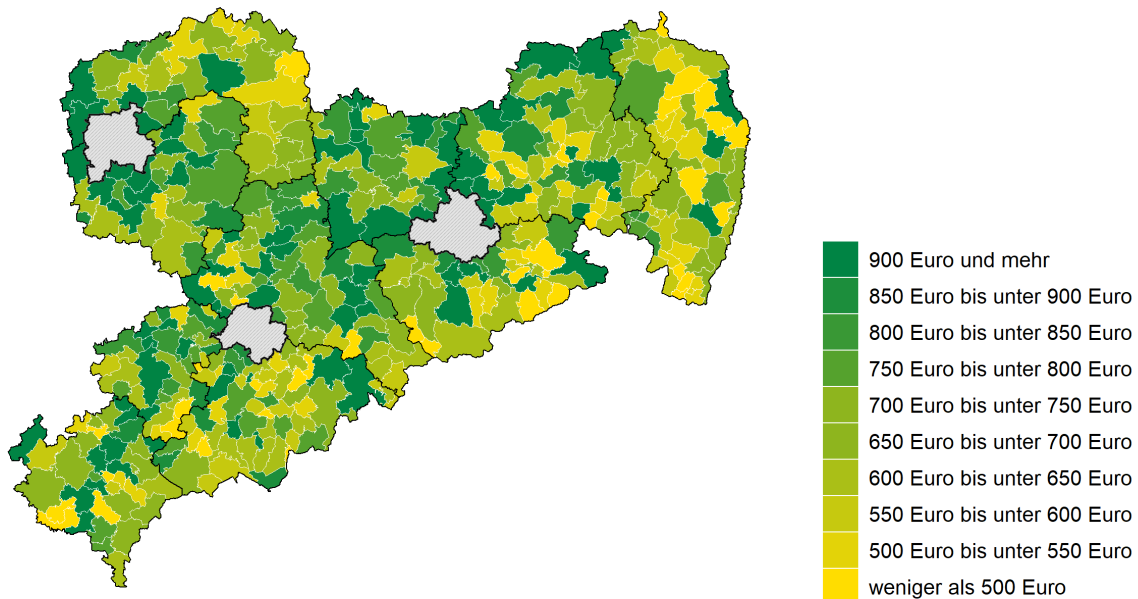 900 Euro und mehr
850 Euro bis unter 900 Euro
800 Euro bis unter 850 Euro
750 Euro bis unter 800 Euro
700 Euro bis unter 750 Euro
650 Euro bis unter 700 Euro
600 Euro bis unter 650 Euro
550 Euro bis unter 600 Euro
500 Euro bis unter 550 Euro
weniger als 500 Euro